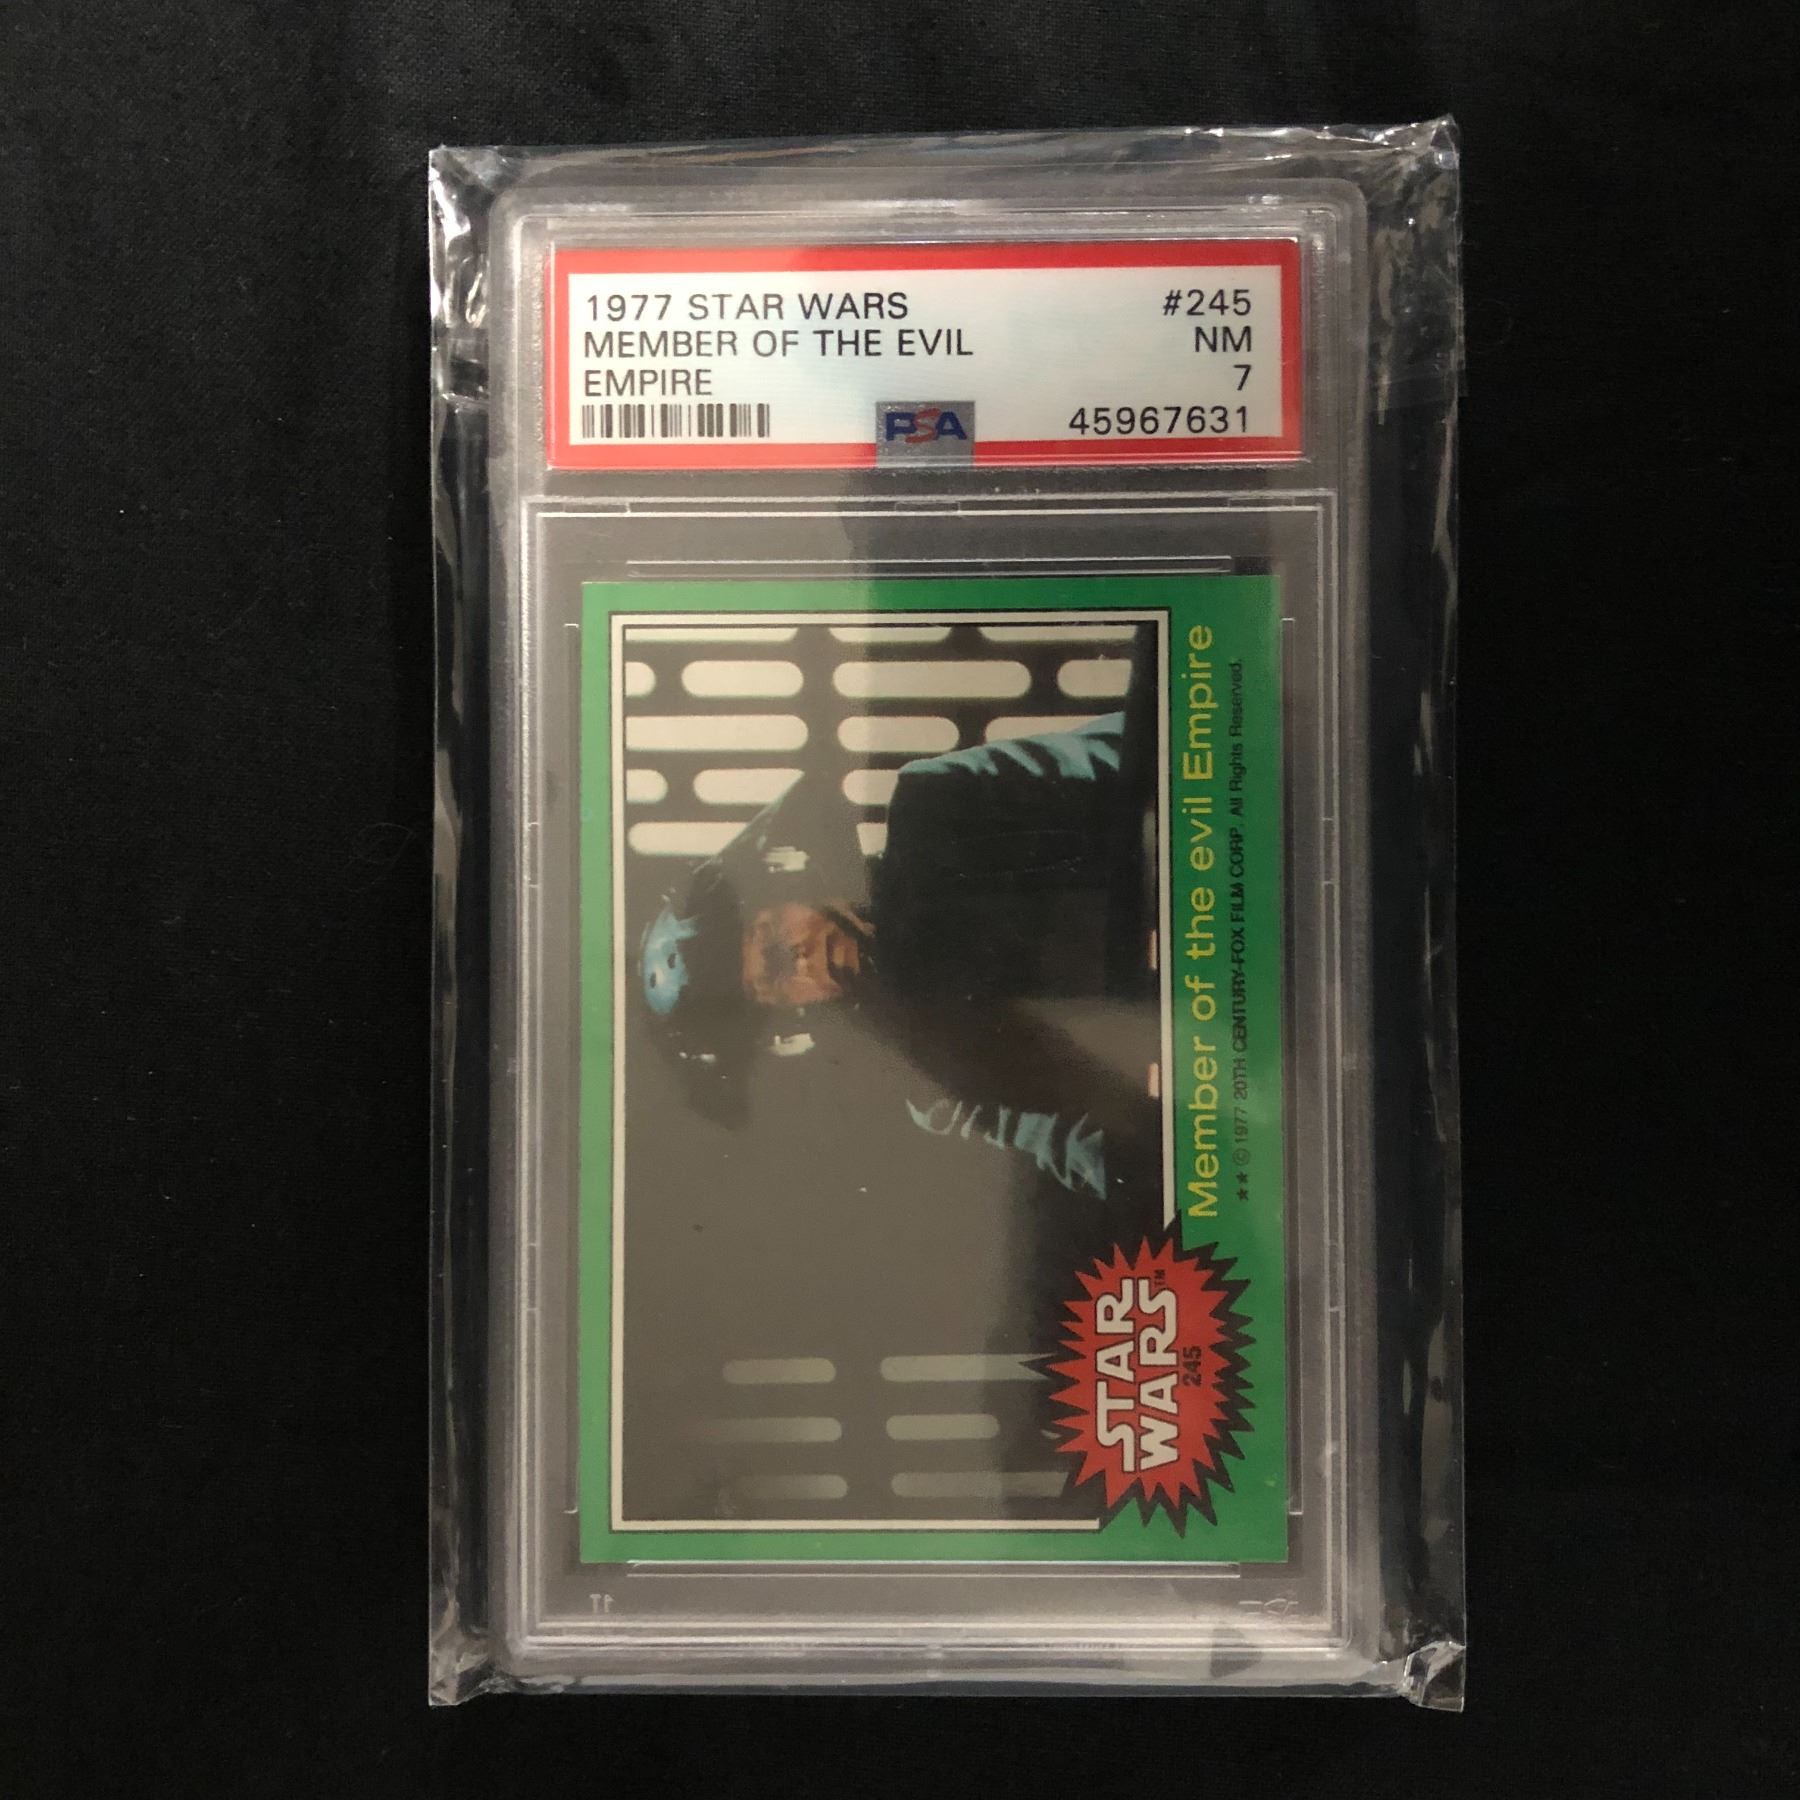 1977 STAR WARS #245
MEMBER OF THE EVIL NM
EMPIRE 7
PSA 45967631
Member of the evil Empire
★★ © 1977 20TH CENTURY-FOX FILM CORP. All Rights Reserved.
STAR
WARS™
245